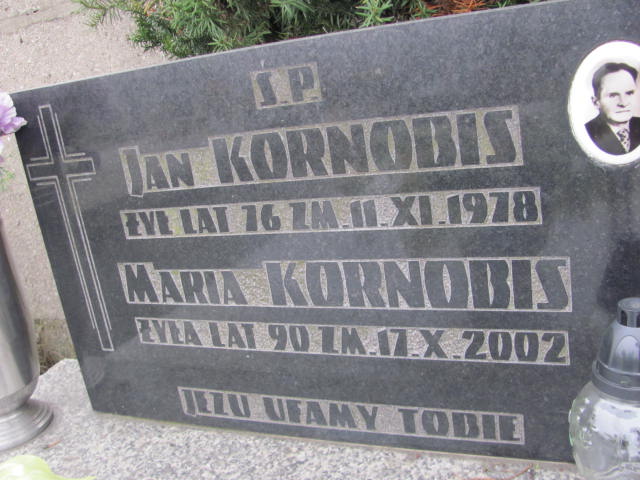 Ś.P.
JAN KORNOBIS
ŻYŁ LAT 76 ZM. 11. XI. 1978
MARIA KORNOBIS
ŻYŁA LAT 90 ZM. 17. X. 2002
JEZU UFAMY TOBIE